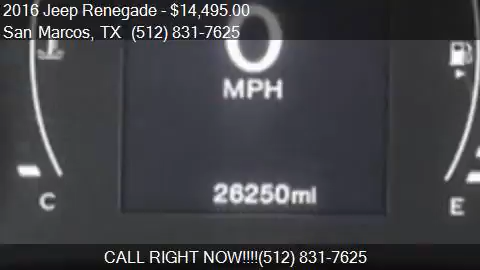 2016 Jeep Renegade - $14,495.00
San Marcos, TX  (512) 831-7625
0
MPH
26250mi
C
E
CALL RIGHT NOW!!!!(512) 831-7625